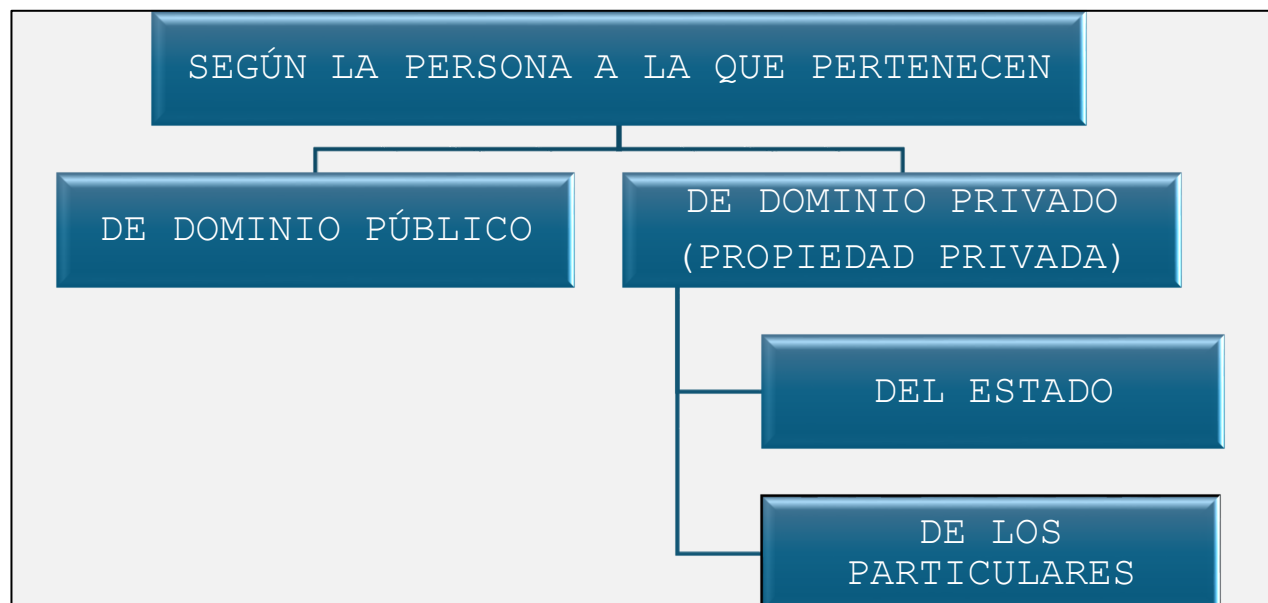 SEGÚN LA PERSONA A LA QUE PERTENECEN
DE DOMINIO PÚBLICO
DE DOMINIO PRIVADO
(PROPIEDAD PRIVADA)
DEL ESTADO
DE LOS
PARTICULARES